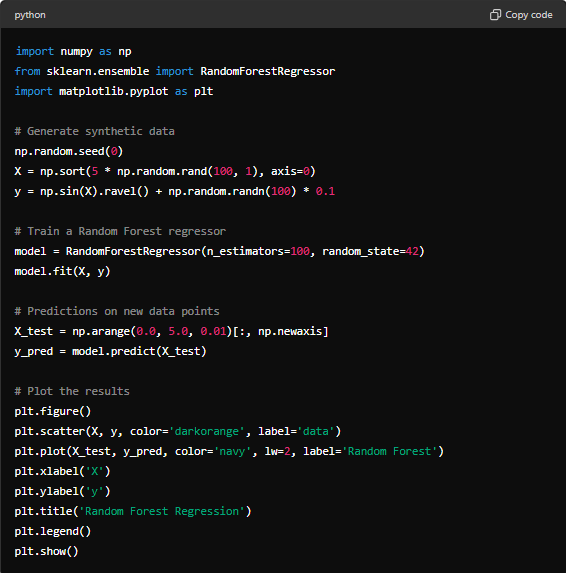 python
Copy code
import numpy as np
from sklearn.ensemble import RandomForestRegressor
import matplotlib.pyplot as plt
# Generate synthetic data
np.random.seed(0)
X = np.sort(5 * np.random.rand(100, 1), axis=0)
y = np.sin(X).ravel() + np.random.randn(100) * 0.1
# Train a Random Forest regressor
model = RandomForestRegressor(n_estimators=100, random_state=42)
model.fit(X, y)
# Predictions on new data points
X_test = np.arange(0.0, 5.0, 0.01)[:, np.newaxis]
y_pred = model.predict(X_test)
# Plot the results
plt.figure()
plt.scatter(X, y, color='darkorange', label='data')
plt.plot(X_test, y_pred, color='navy', lw=2, label='Random Forest')
plt.xlabel('X')
plt.ylabel('y')
plt.title('Random Forest Regression')
plt.legend()
plt.show()